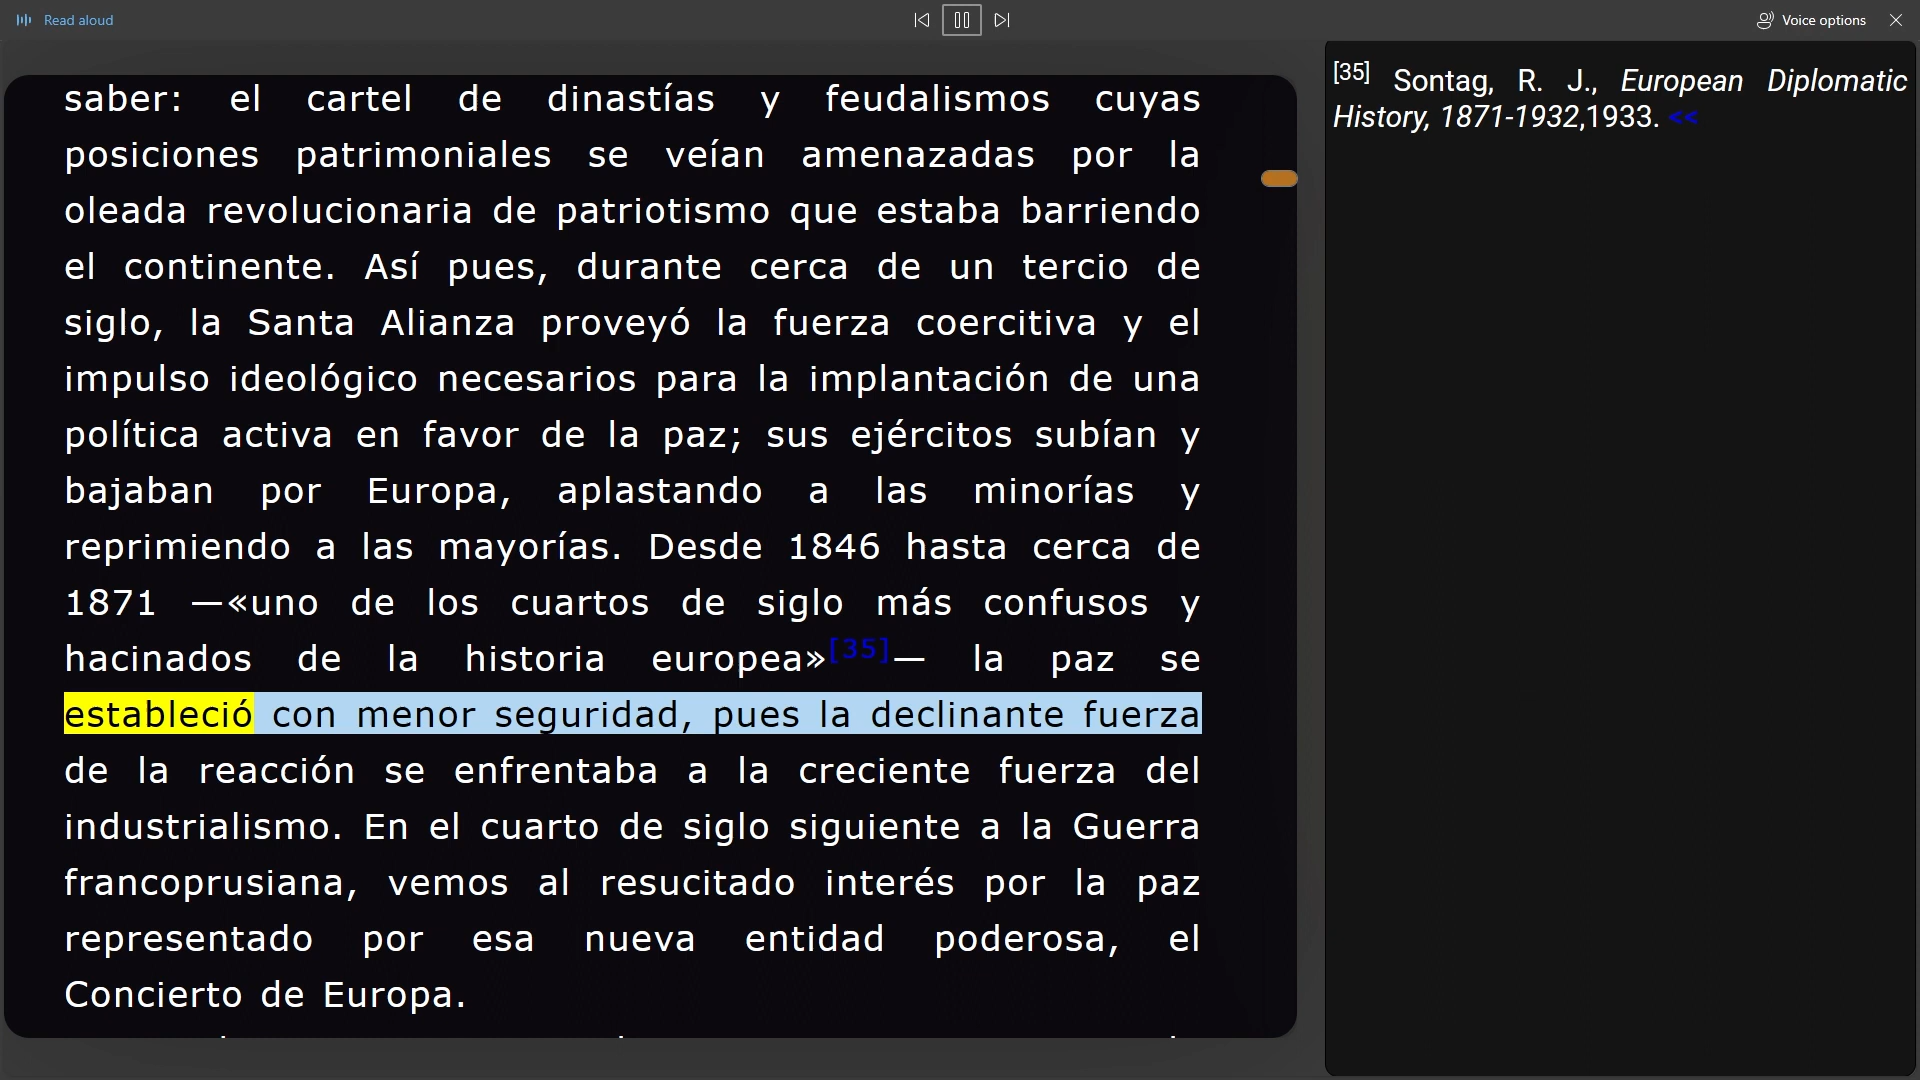 Read aloud
Voice options
saber: el cartel de dinastías y feudalismos cuyas
posiciones patrimoniales se veían amenazadas por la
oleada revolucionaria de patriotismo que estaba barriendo
el continente. Así pues, durante cerca de un tercio de
siglo, la Santa Alianza proveyó la fuerza coercitiva y el
impulso ideológico necesarios para la implantación de una
política activa en favor de la paz; sus ejércitos subían y
bajaban por Europa, aplastando a las minorías y
reprimiendo a las mayorías. Desde 1846 hasta cerca de
1871 —«uno de los cuartos de siglo más confusos y
hacinados de la historia europea»[35]— la paz se
estableció con menor seguridad, pues la declinante fuerza
de la reacción se enfrentaba a la creciente fuerza del
industrialismo. En el cuarto de siglo siguiente a la Guerra
francoprusiana, vemos al resucitado interés por la paz
representado por esa nueva entidad poderosa, el
Concierto de Europa.
[35] Sontag, R. J., European Diplomatic
History, 1871-1932,1933. <<